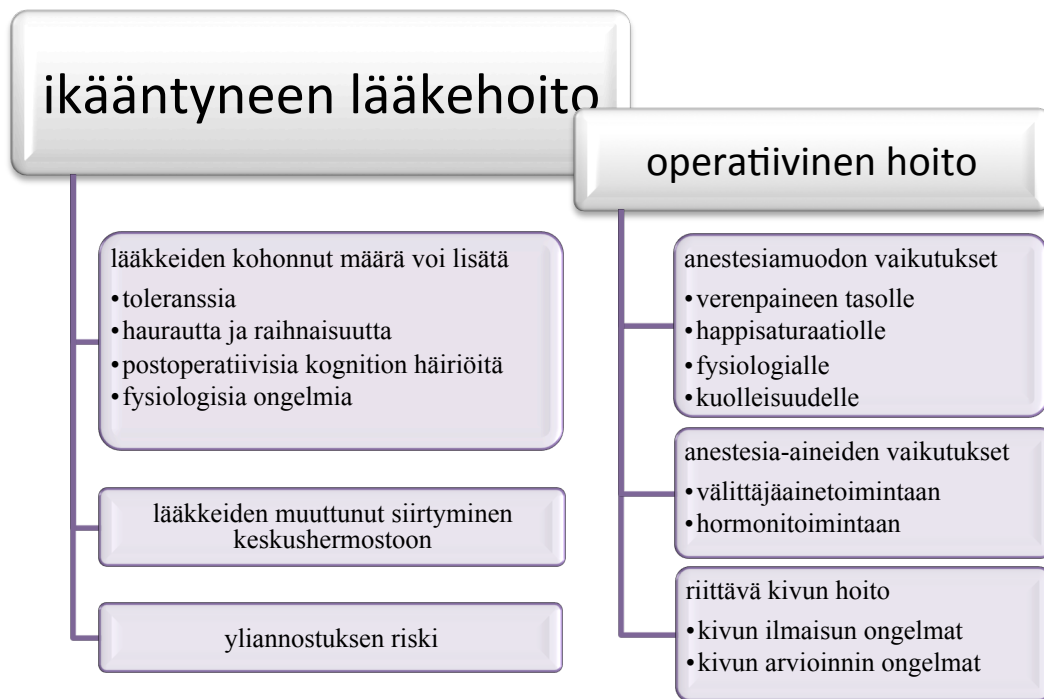 ikääntyneen lääkehoito
lääkkeiden kohonnut määrä voi lisätä
•toleranssia
•haurautta ja raihnaisuutta
•postoperatiivisia kognition häiriöitä
•fysiologisia ongelmia
lääkkeiden muuttunut siirtyminen
keskushermostoon
yliannostuksen riski
operatiivinen hoito
anestesiamuodon vaikutukset
•verenpaineen tasolle
•happisaturaatiolle
•fysiologialle
•kuolleisuudelle
anestesia-aineiden vaikutukset
•välittäjäainetoimintaan
•hormonitoimintaan
riittävä kivun hoito
•kivun ilmaisun ongelmat
•kivun arvioinnin ongelmat